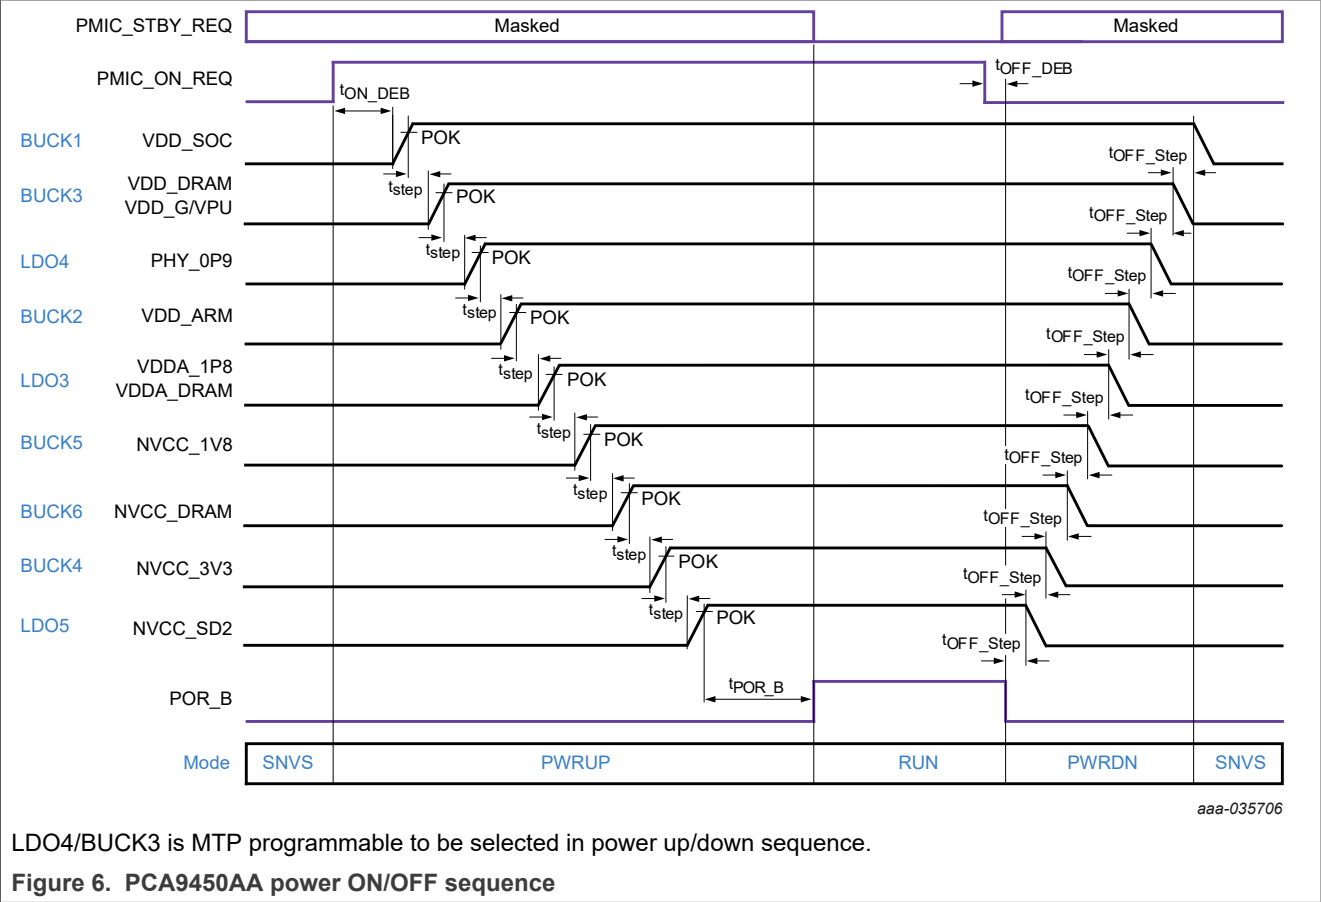 PMIC_STBY_REQ Masked Masked
PMIC_ON_REQ tON_DEB tOFF_DEB
BUCK1 VDD_SOC POK tOFF_Step
BUCK3 VDD_DRAM
VDD_G/VPU tstep POK tOFF_Step
LDO4 PHY_0P9 tstep POK tOFF_Step
BUCK2 VDD_ARM tstep POK tOFF_Step
LDO3 VDDA_1P8
VDDA_DRAM tstep POK tOFF_Step
BUCK5 NVCC_1V8 tstep POK tOFF_Step
BUCK6 NVCC_DRAM tstep POK tOFF_Step
BUCK4 NVCC_3V3 tstep POK tOFF_Step
LDO5 NVCC_SD2 tstep POK tOFF_Step
POR_B tPOR_B
Mode SNVS PWRUP RUN PWRDN SNVS
aaa-035706
LDO4/BUCK3 is MTP programmable to be selected in power up/down sequence.
Figure 6. PCA9450AA power ON/OFF sequence